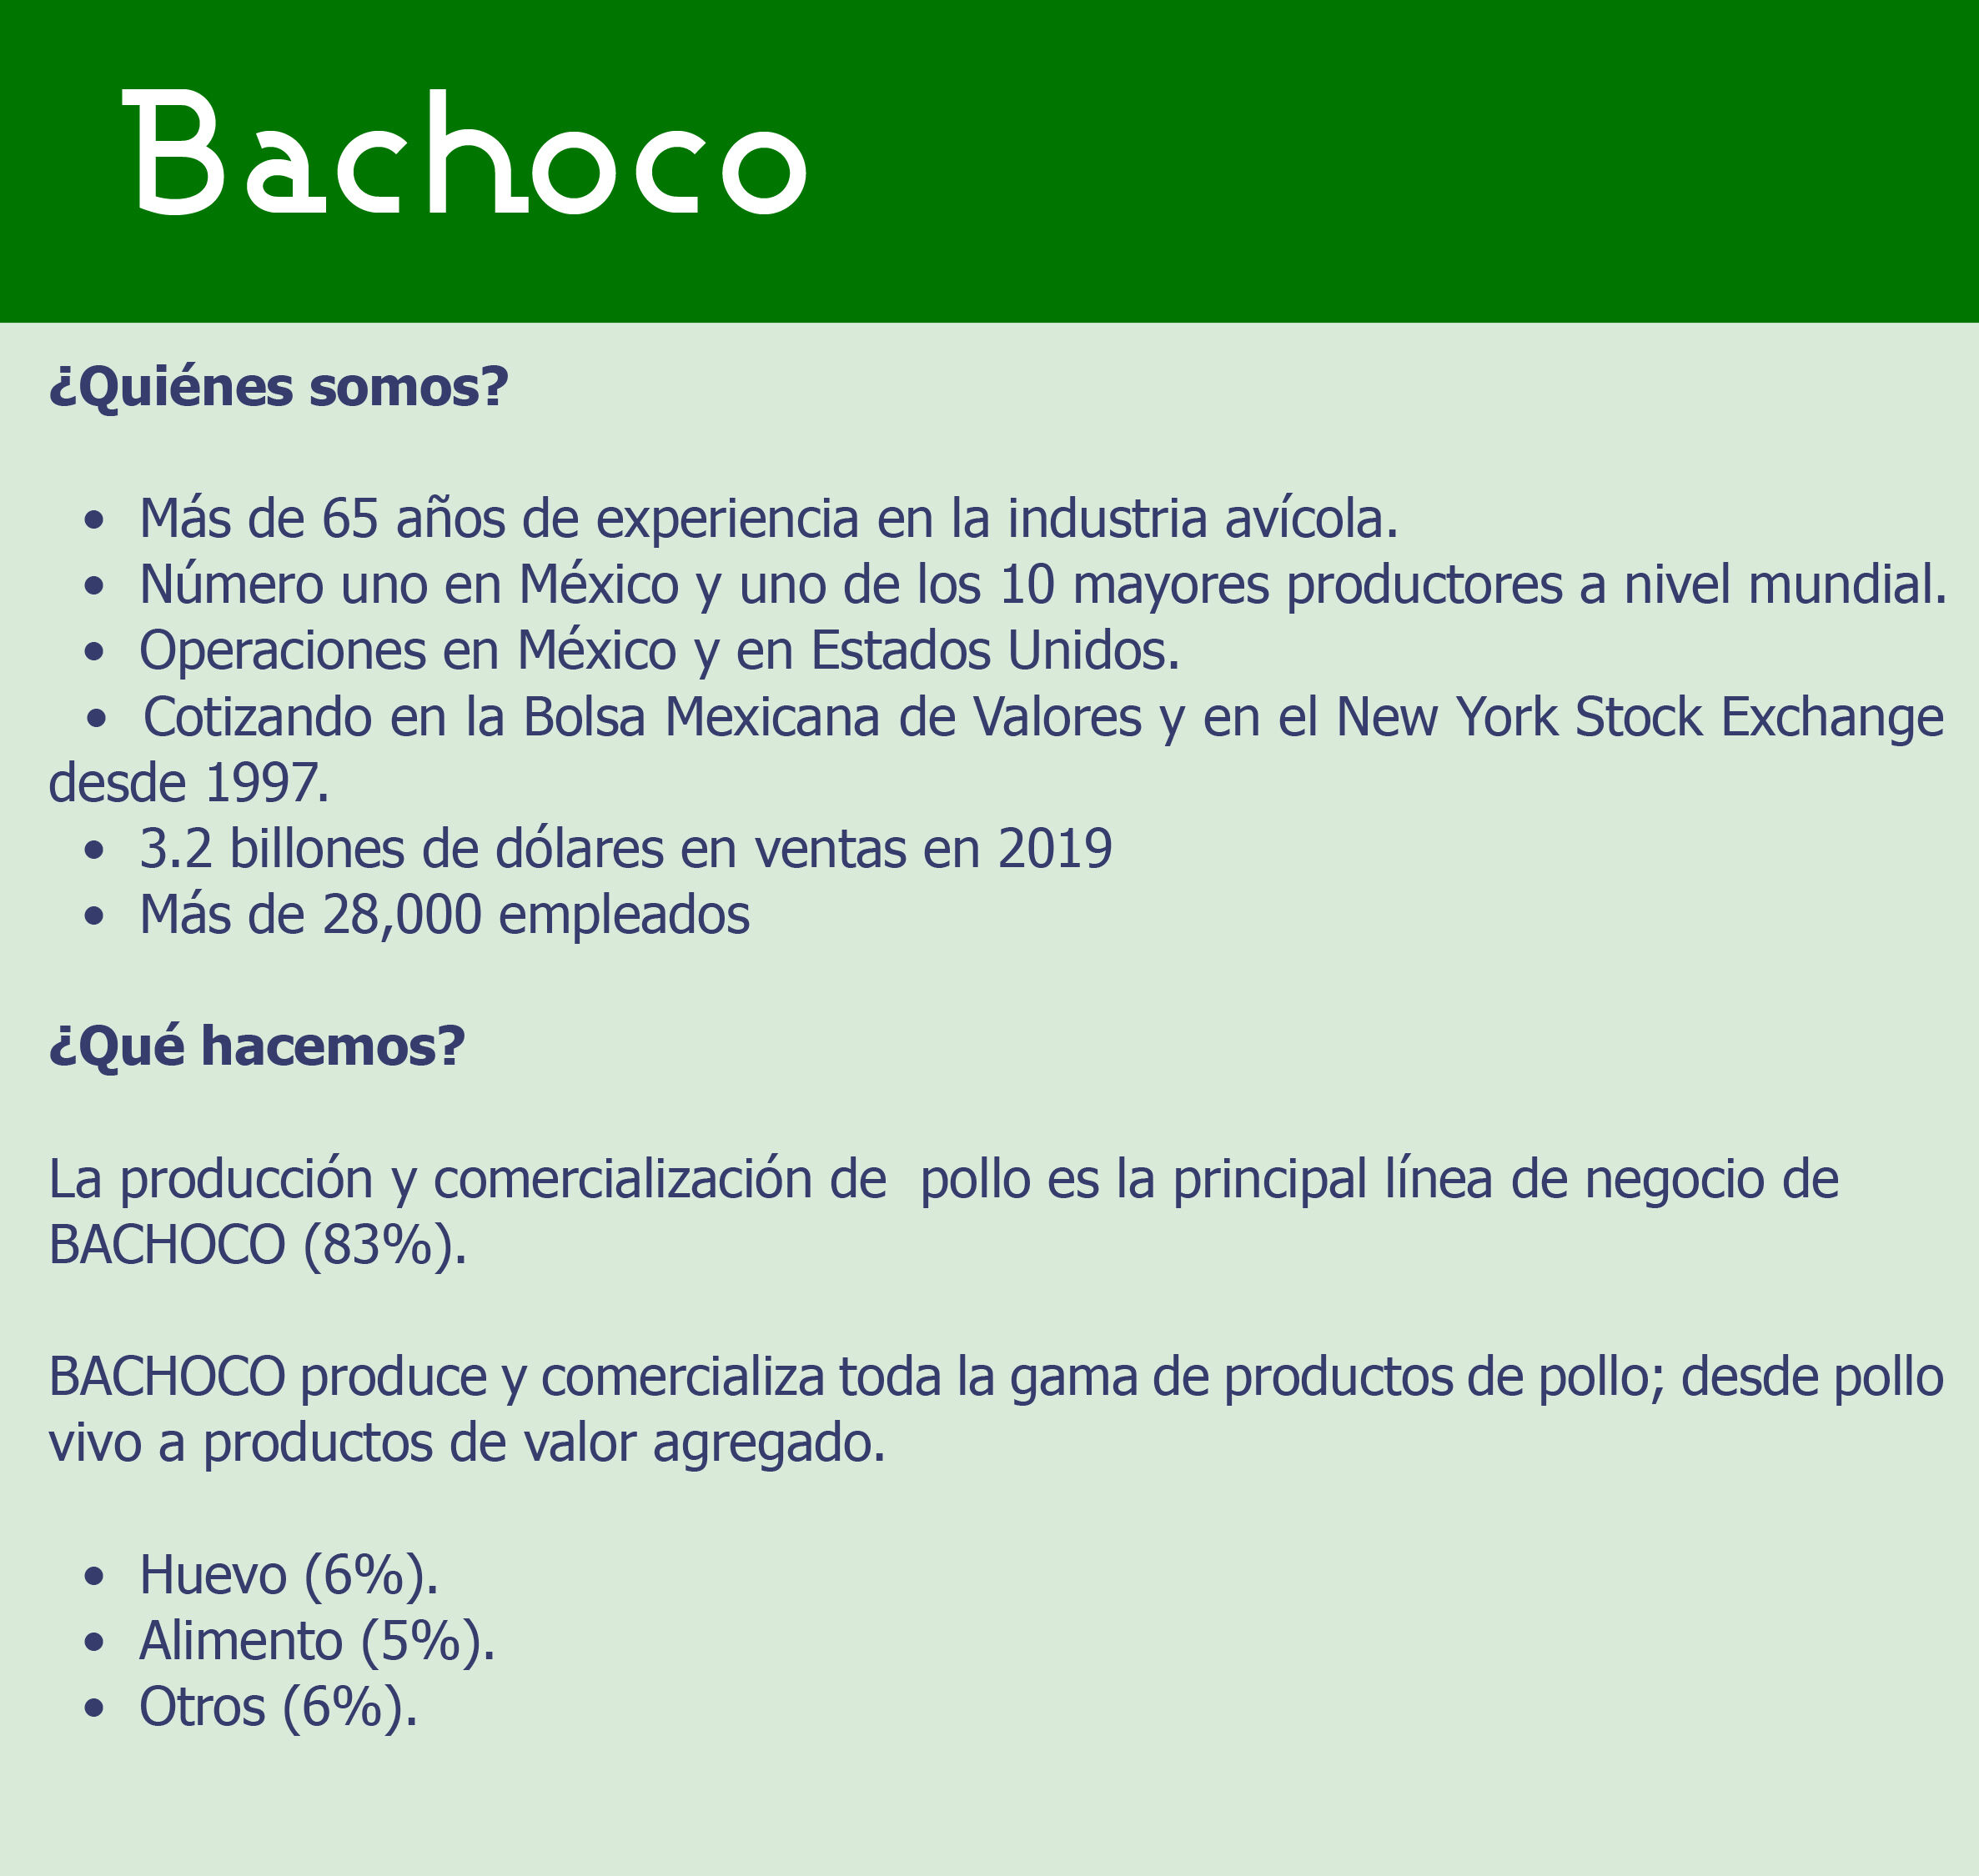 Bachoco
¿Quiénes somos?
• Más de 65 años de experiencia en la industria avícola.
• Número uno en México y uno de los 10 mayores productores a nivel mundial.
• Operaciones en México y en Estados Unidos.
• Cotizando en la Bolsa Mexicana de Valores y en el New York Stock Exchange
desde 1997.
• 3.2 billones de dólares en ventas en 2019
• Más de 28,000 empleados
¿Qué hacemos?
La producción y comercialización de  pollo es la principal línea de negocio de
BACHOCO (83%).
BACHOCO produce y comercializa toda la gama de productos de pollo; desde pollo
vivo a productos de valor agregado.
• Huevo (6%).
• Alimento (5%).
• Otros (6%).